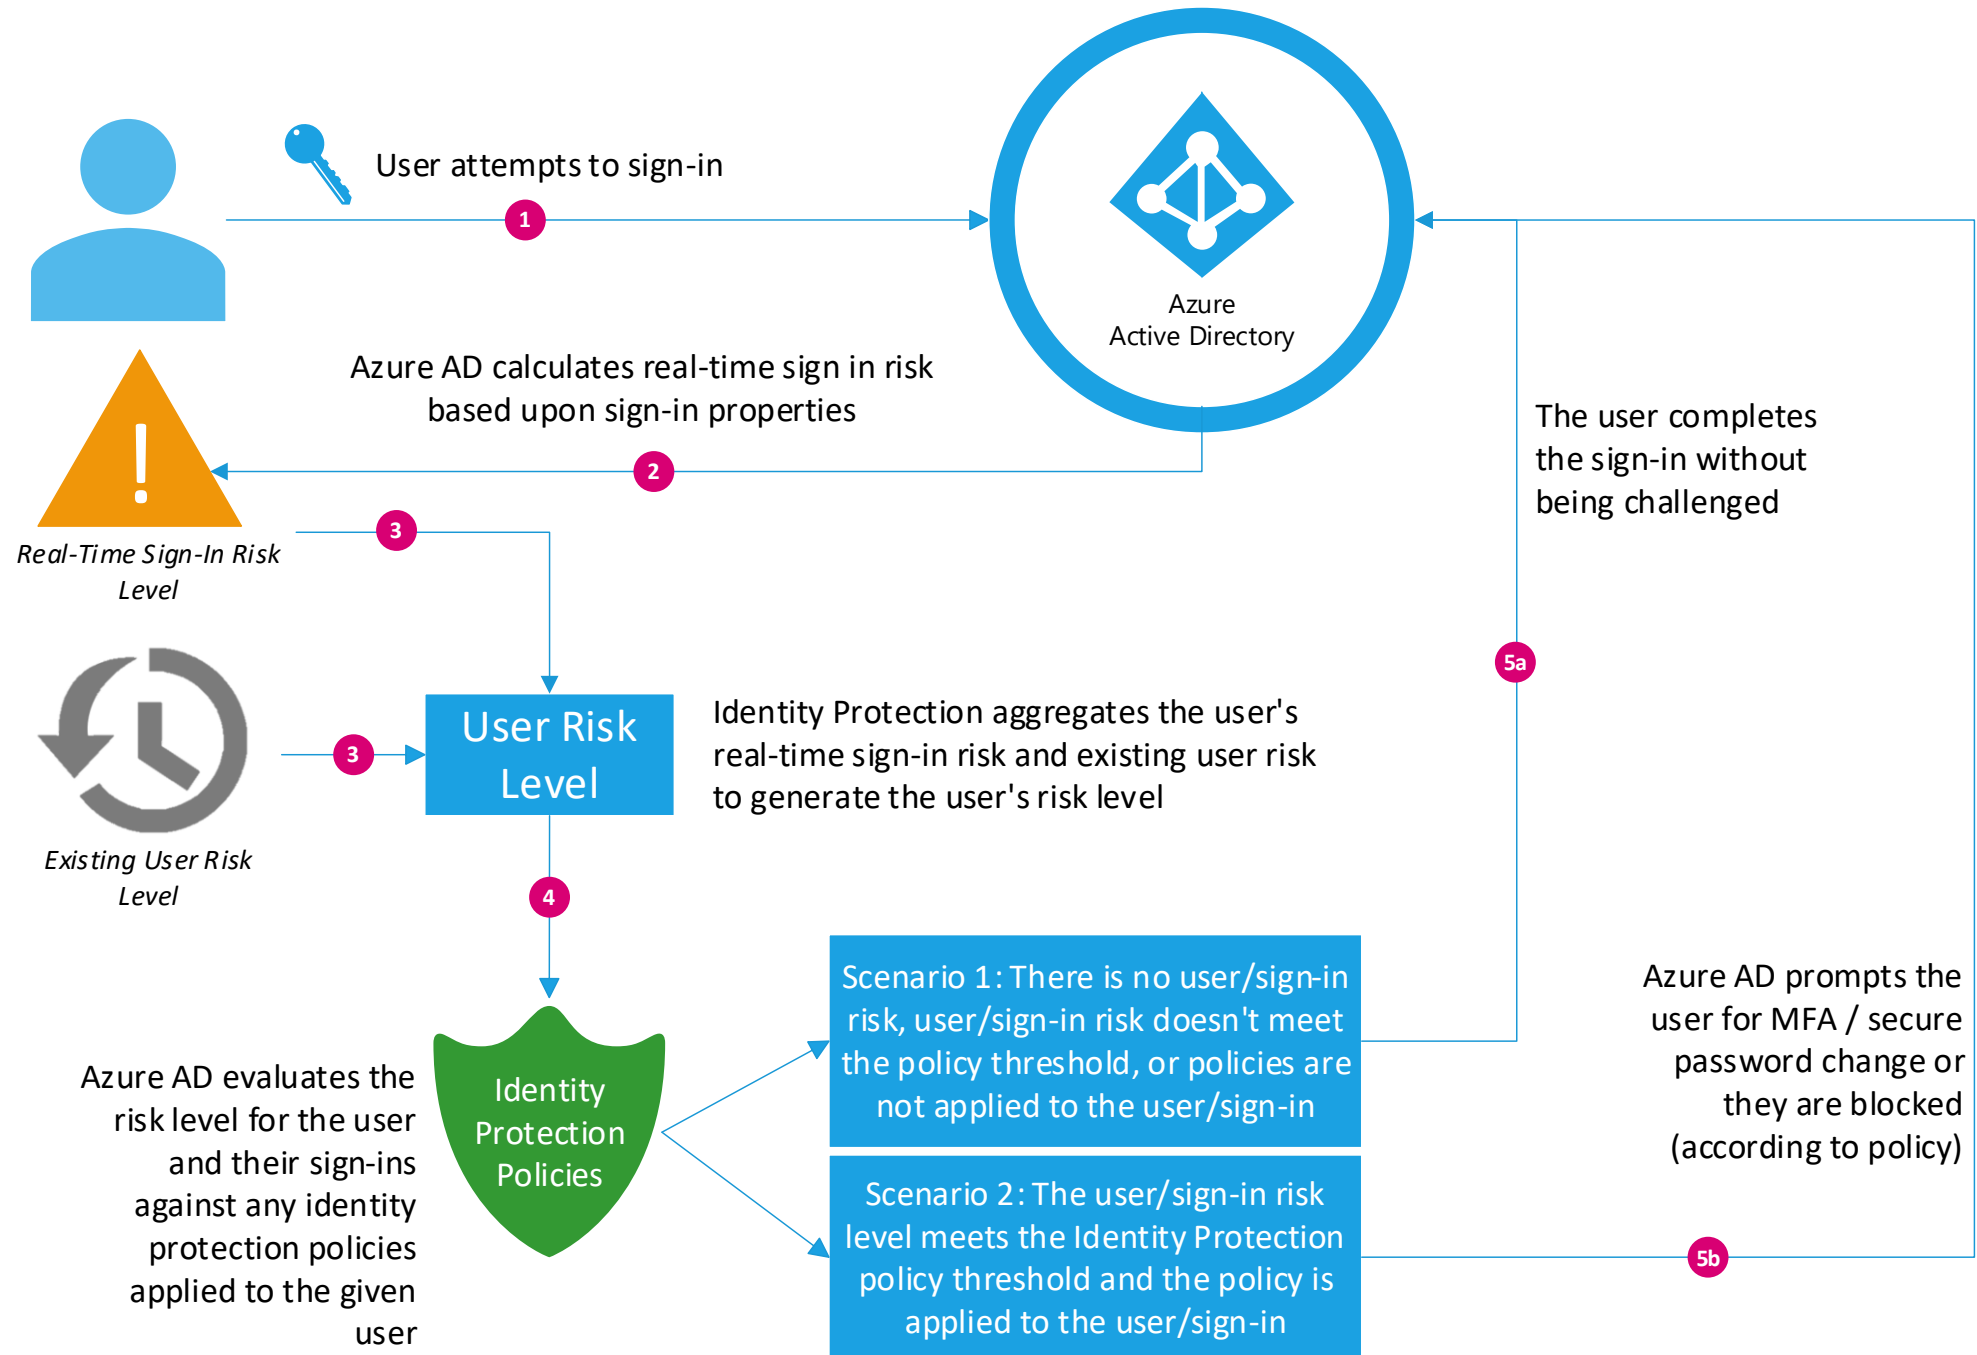 User attempts to sign-in
1
Azure
Active Directory
Azure AD calculates real-time sign in risk
based upon sign-in properties
2
!
Real-Time Sign-In Risk
Level
3
The user completes
the sign-in without
being challenged
5a
3
User Risk
Level
Identity Protection aggregates the user's
real-time sign-in risk and existing user risk
to generate the user's risk level
Existing User Risk
Level
4
Azure AD evaluates the
risk level for the user
and their sign-ins
against any identity
protection policies
applied to the given
user
Identity
Protection
Policies
Scenario 1: There is no user/sign-in
risk, user/sign-in risk doesn't meet
the policy threshold, or policies are
not applied to the user/sign-in
Scenario 2: The user/sign-in risk
level meets the Identity Protection
policy threshold and the policy is
applied to the user/sign-in
Azure AD prompts the
user for MFA / secure
password change or
they are blocked
(according to policy)
5b